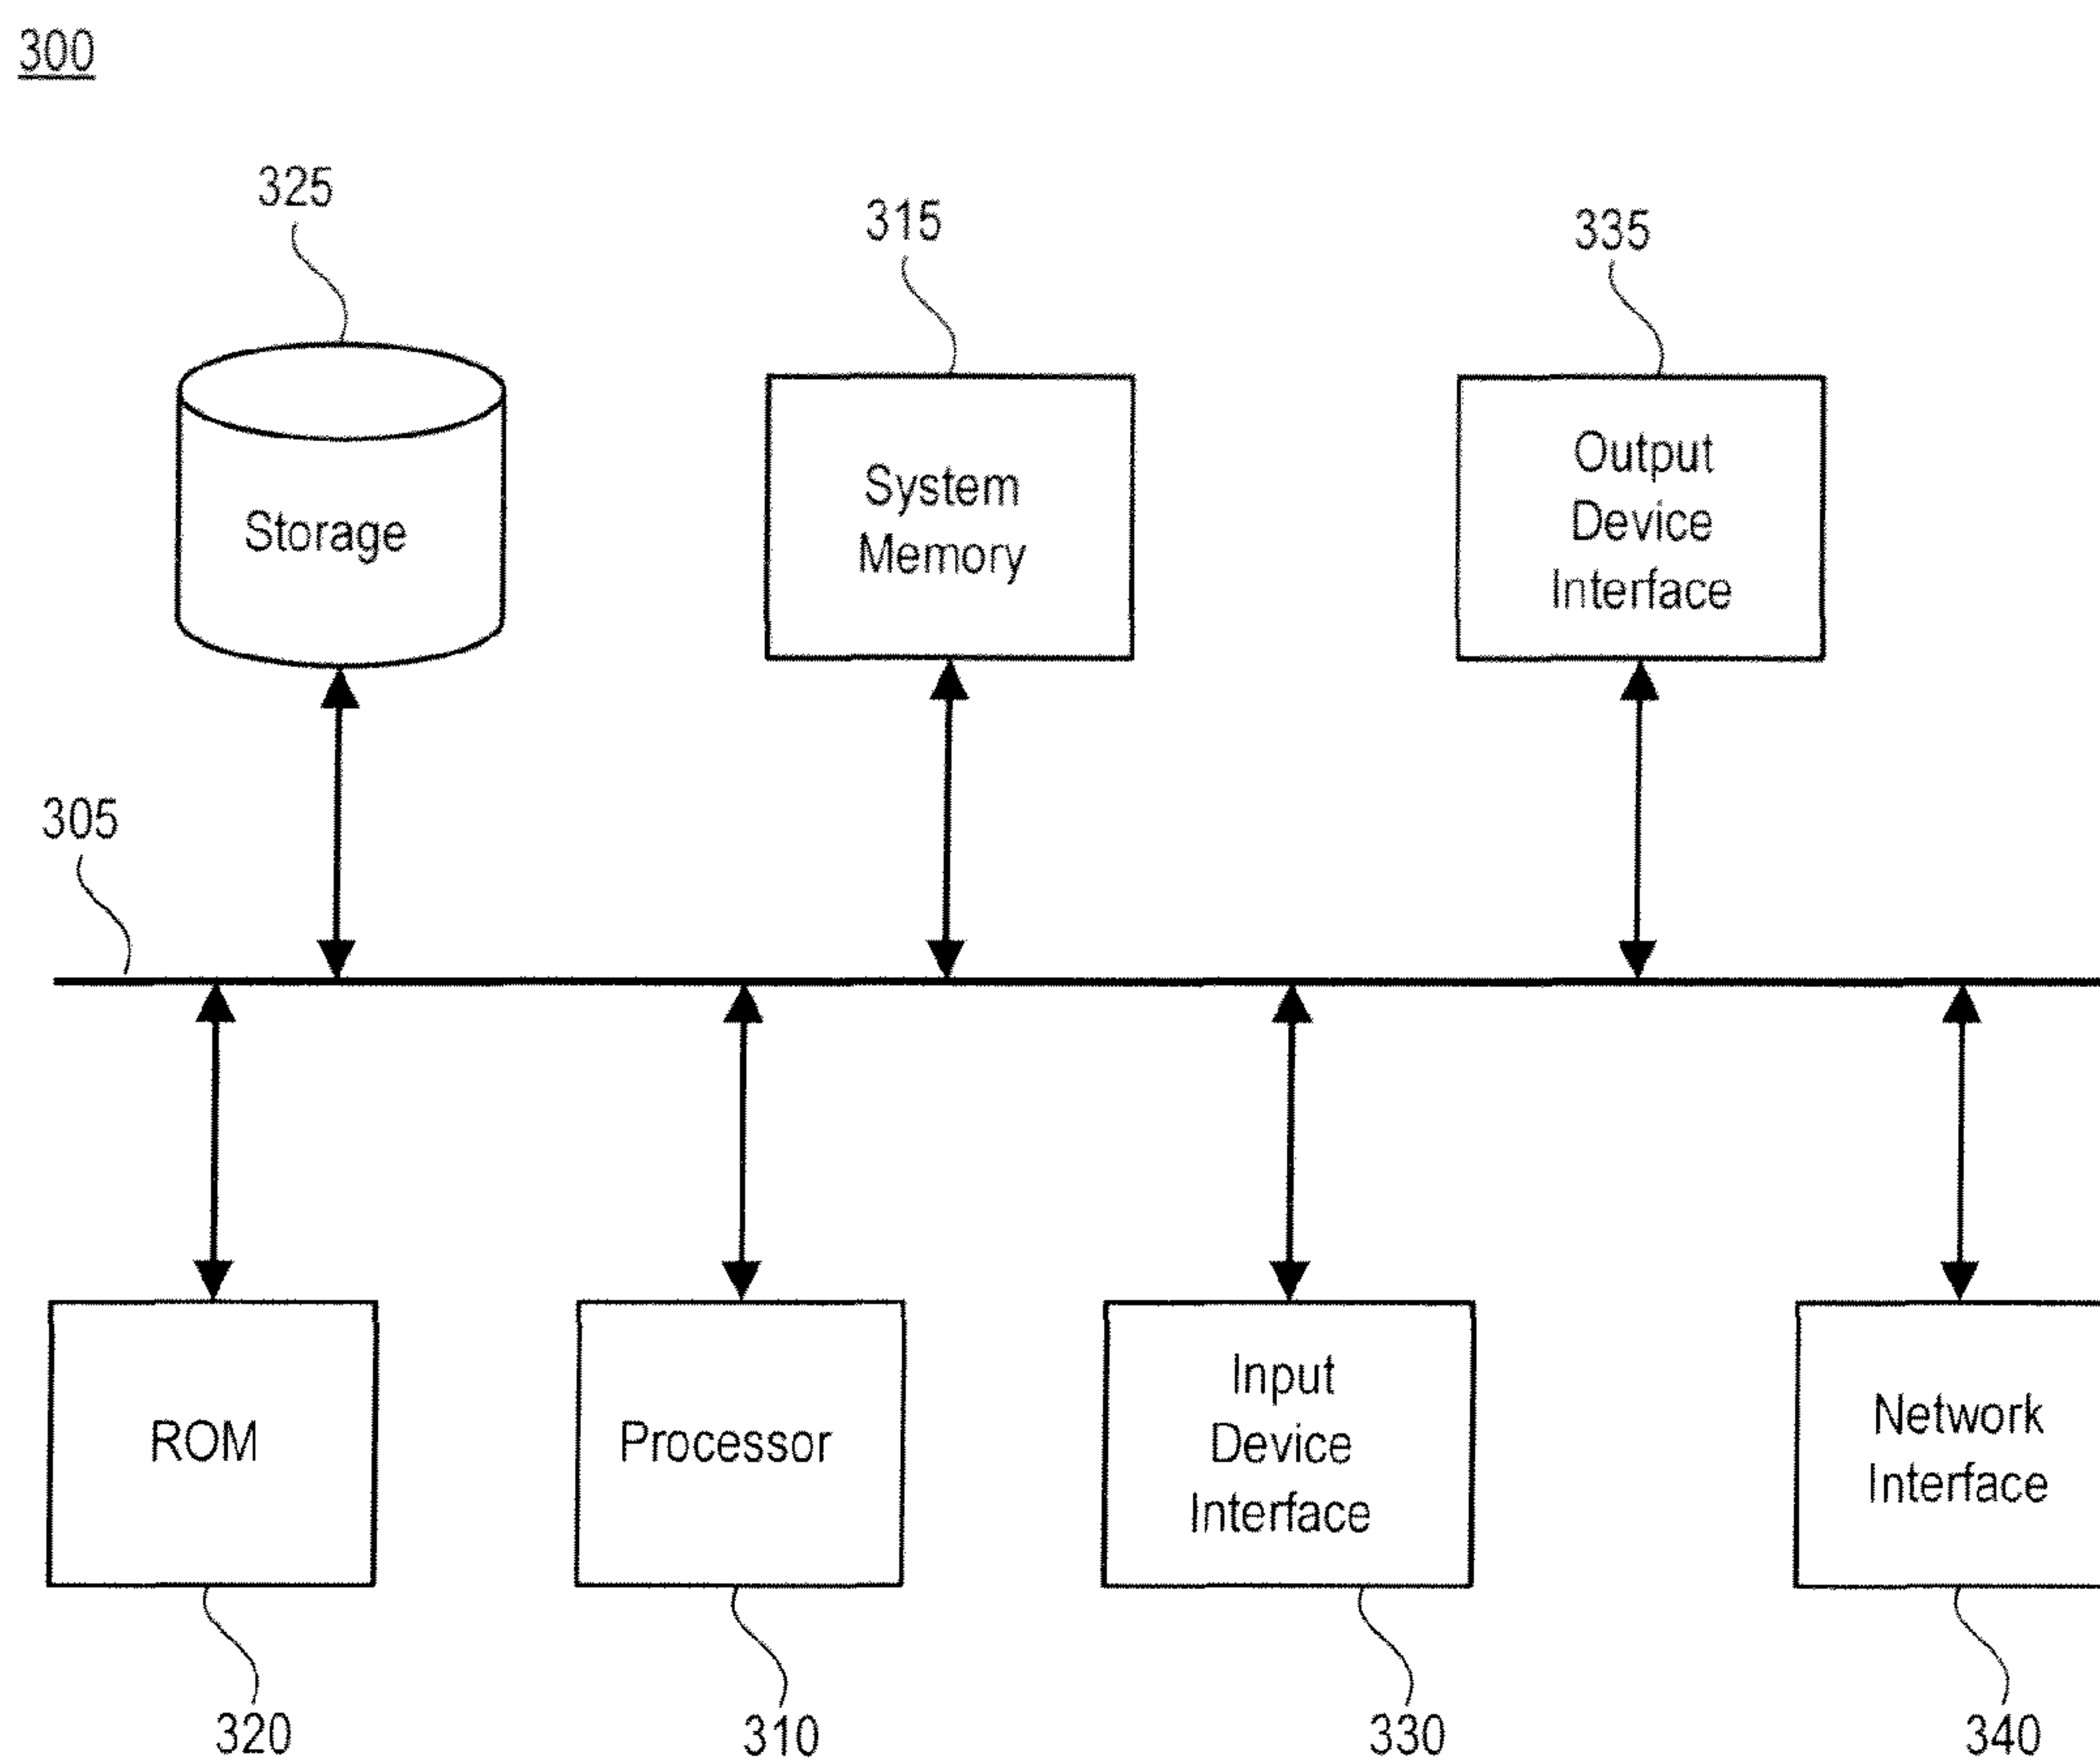 300
325
315
335
Storage
System
Memory
Output
Device
Interface
305
ROM
Processor
Input
Device
Interface
Network
Interface
320
310
330
340